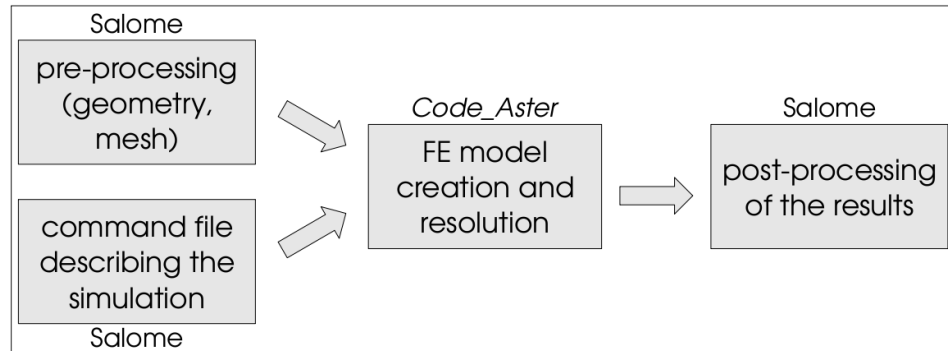 Salome
pre-processing
(geometry,
mesh)
command file
describing the
simulation
Salome
Code_Aster
FE model
creation and
resolution
Salome
post-processing
of the results